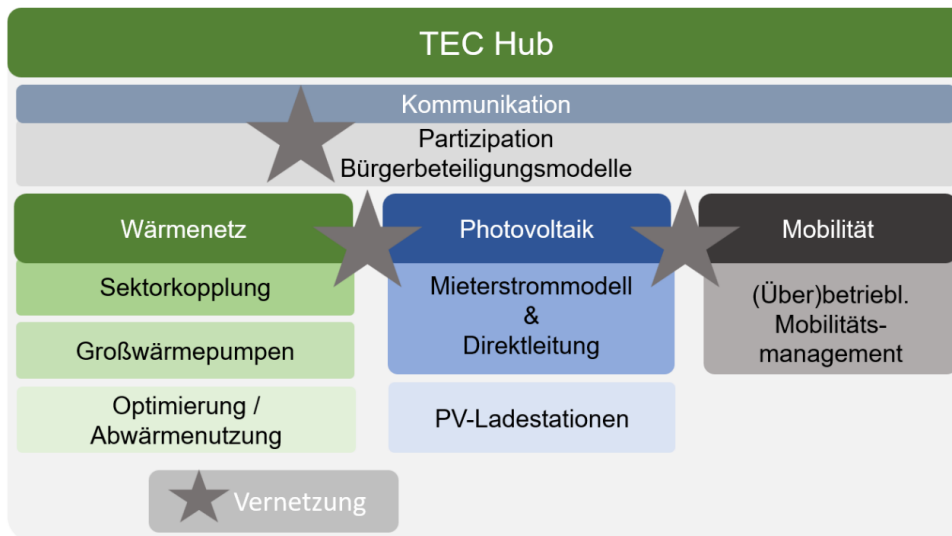 TEC Hub
Kommunikation
Partizipation
Bürgerbeteiligungsmodelle
Wärmenetz
Sektorkopplung
Großwärmepumpen
Optimierung /
Abwärmenutzung
Photovoltaik
Mieterstrommodell
&
Direktleitung
PV-Ladestationen
Mobilität
(Über)betriebl.
Mobilitäts-
management
Vernetzung